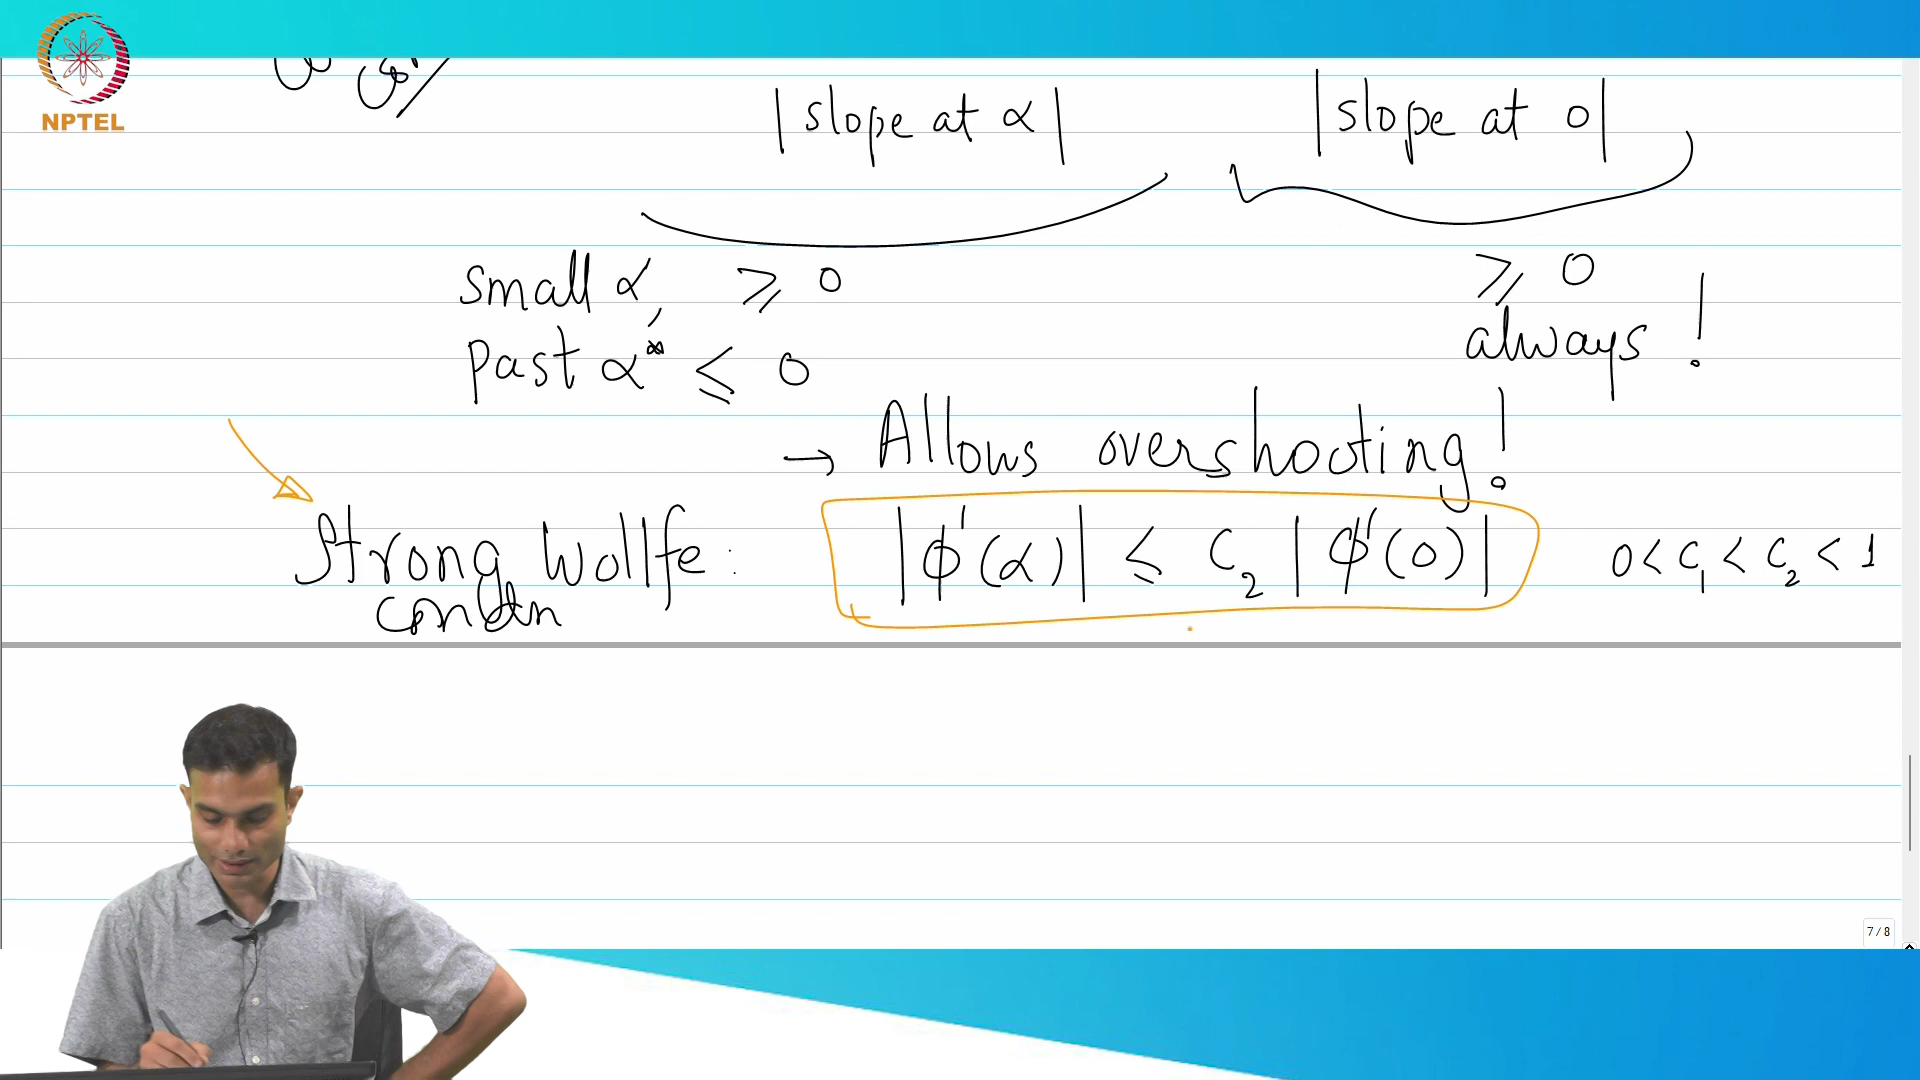 NPTEL
|slope at α| |slope at 0|
small α, ⩾ 0 ⩾ 0
past α* ⩽ 0 always!
→ Allows overshooting!
Strong Wollfe: |ϕ'(α)| ≤ C₂ |ϕ'(0)| 0 < C₁ < C₂ < 1
condn
7/8